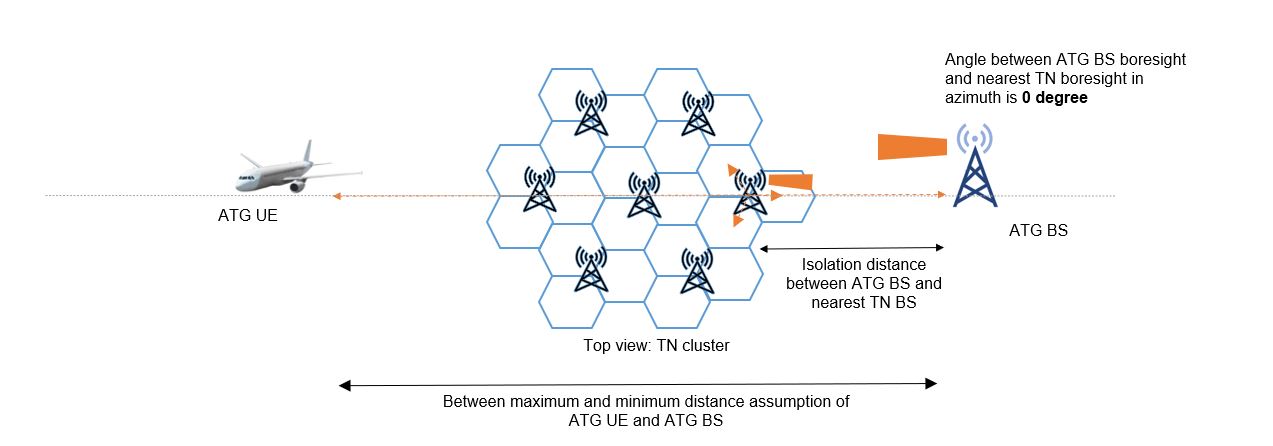 Angle between ATG BS boresight
and nearest TN boresight in
azimuth is 0 degree
ATG UE
ATG BS
Isolation distance
between ATG BS and
nearest TN BS
Top view: TN cluster
Between maximum and minimum distance assumption of
ATG UE and ATG BS